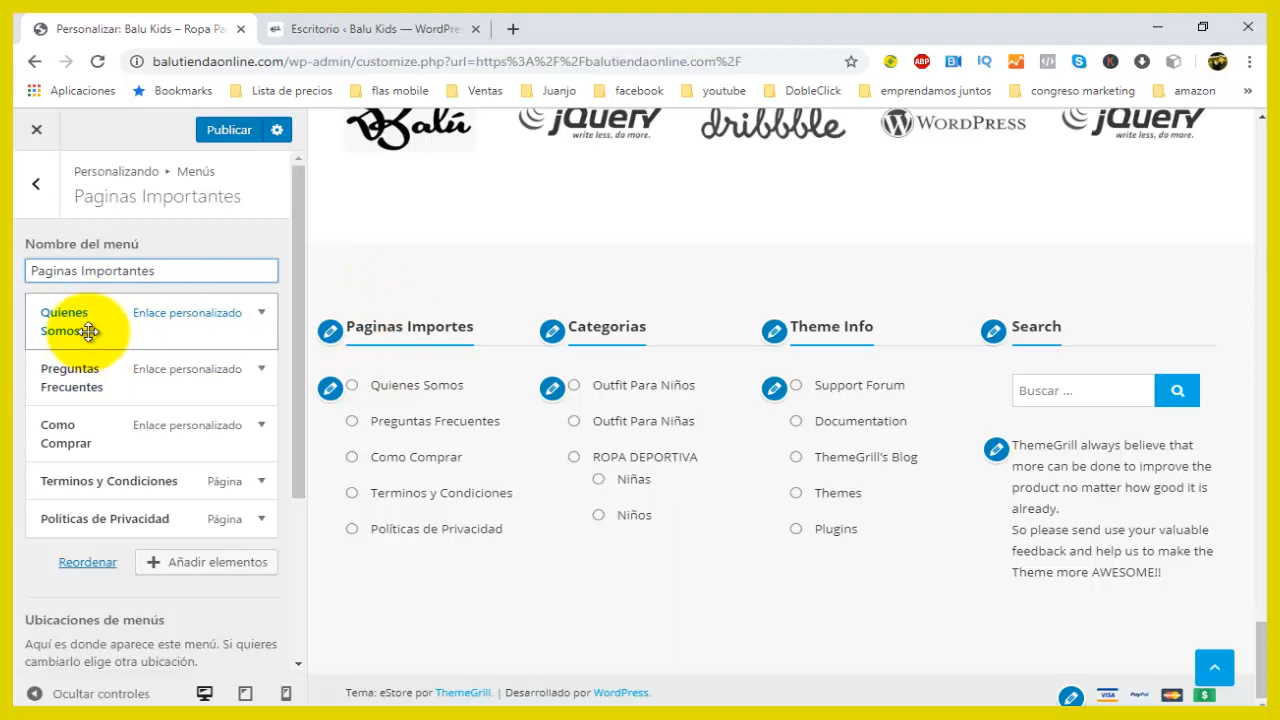 Personalizar: Balu Kids – Ropa Pa
Escritorio ‹ Balu Kids — WordPre
balutiendaonline.com/wp-admin/customize.php?url=https%3A%2F%2Fbalutiendaonline.com%2F
ABP
IQ
K
Aplicaciones
Bookmarks
Lista de precios
flas mobile
Ventas
Juanjo
facebook
youtube
DobleClick
emprendamos juntos
congreso marketing
amazon
»
Publicar
Personalizando ▸ Menús
Paginas Importantes
Nombre del menú
Paginas Importantes
Quienes
Somos
Enlace personalizado
Preguntas
Frecuentes
Enlace personalizado
Como
Comprar
Enlace personalizado
Terminos y Condiciones
Página
Políticas de Privacidad
Página
Reordenar
Añadir elementos
Ubicaciones de menús
Aquí es donde aparece este menú. Si quieres
cambiarlo elige otra ubicación.
Ocultar controles
Balú
jQuery
write less, do more.
dribbble
WORDPRESS
jQuery
write less, do more.
Paginas Importes
Quienes Somos
Preguntas Frecuentes
Como Comprar
Terminos y Condiciones
Políticas de Privacidad
Categorias
Outfit Para Niños
Outfit Para Niñas
ROPA DEPORTIVA
Niñas
Niños
Theme Info
Support Forum
Documentation
ThemeGrill's Blog
Themes
Plugins
Search
Buscar ...
ThemeGrill always believe that
more can be done to improve the
product no matter how good it is
already.
So please send use your valuable
feedback and help us to make the
Theme more AWESOME!!
Tema: eStore por ThemeGrill. | Desarrollado por WordPress.
VISA
PayPal
$